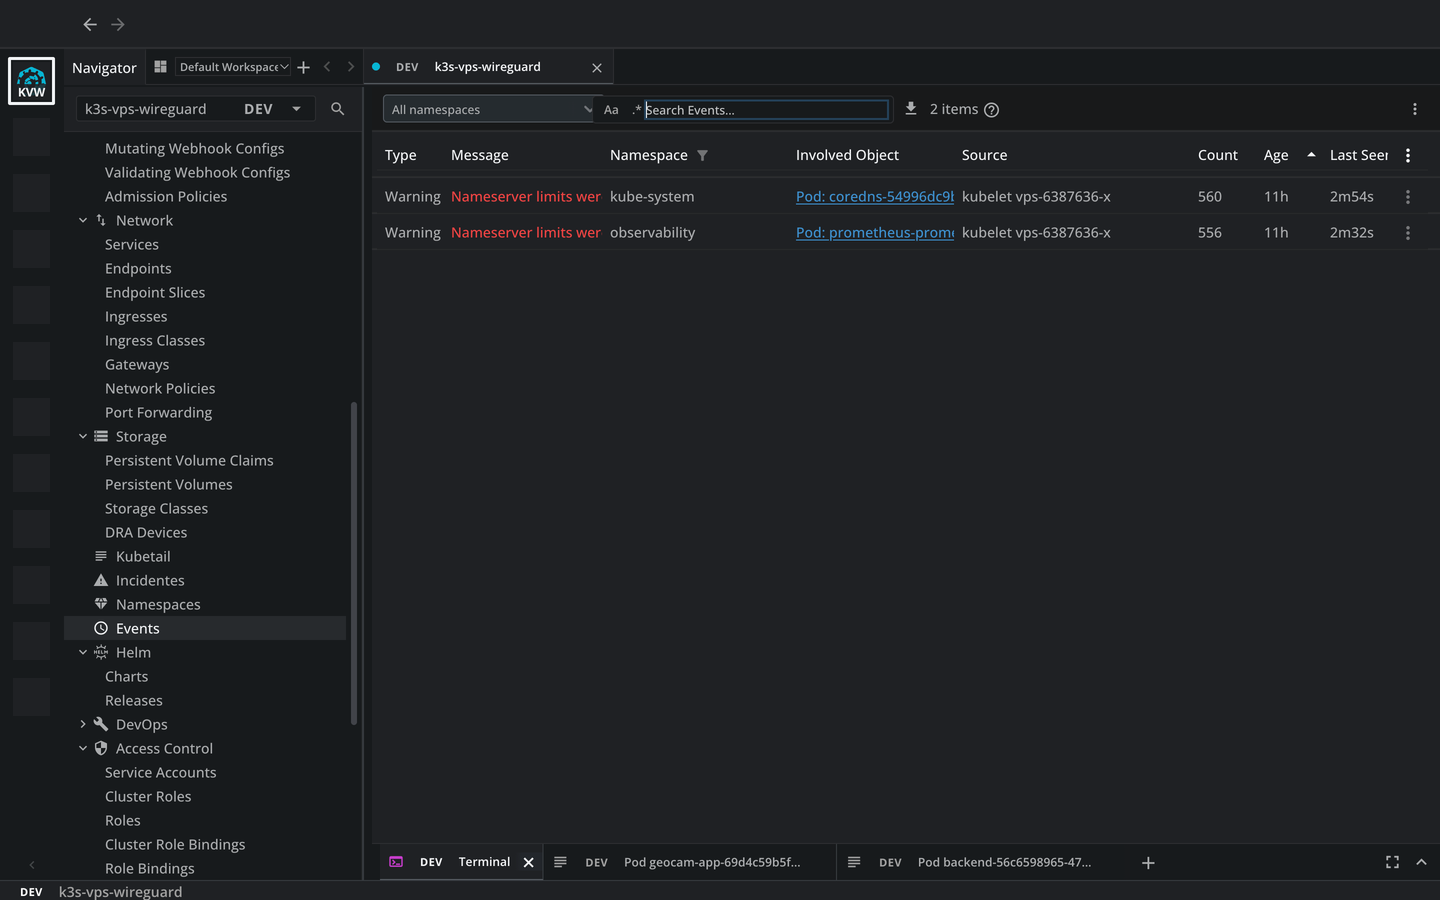 KVW
Navigator
Default Workspace
DEV k3s-vps-wireguard
k3s-vps-wireguard DEV
All namespaces
Aa .* Search Events...
2 items
Mutating Webhook Configs
Validating Webhook Configs
Admission Policies
Network
Services
Endpoints
Endpoint Slices
Ingresses
Ingress Classes
Gateways
Network Policies
Port Forwarding
Storage
Persistent Volume Claims
Persistent Volumes
Storage Classes
DRA Devices
Kubetail
Incidentes
Namespaces
Events
Helm
Charts
Releases
DevOps
Access Control
Service Accounts
Cluster Roles
Roles
Cluster Role Bindings
Role Bindings
Type Message Namespace Involved Object Source Count Age Last Seen
Warning Nameserver limits wer kube-system Pod: coredns-54996dc9b kubelet vps-6387636-x 560 11h 2m54s
Warning Nameserver limits wer observability Pod: prometheus-prome kubelet vps-6387636-x 556 11h 2m32s
DEV Terminal
DEV Pod geocam-app-69d4c59b5f...
DEV Pod backend-56c6598965-47...
DEV k3s-vps-wireguard